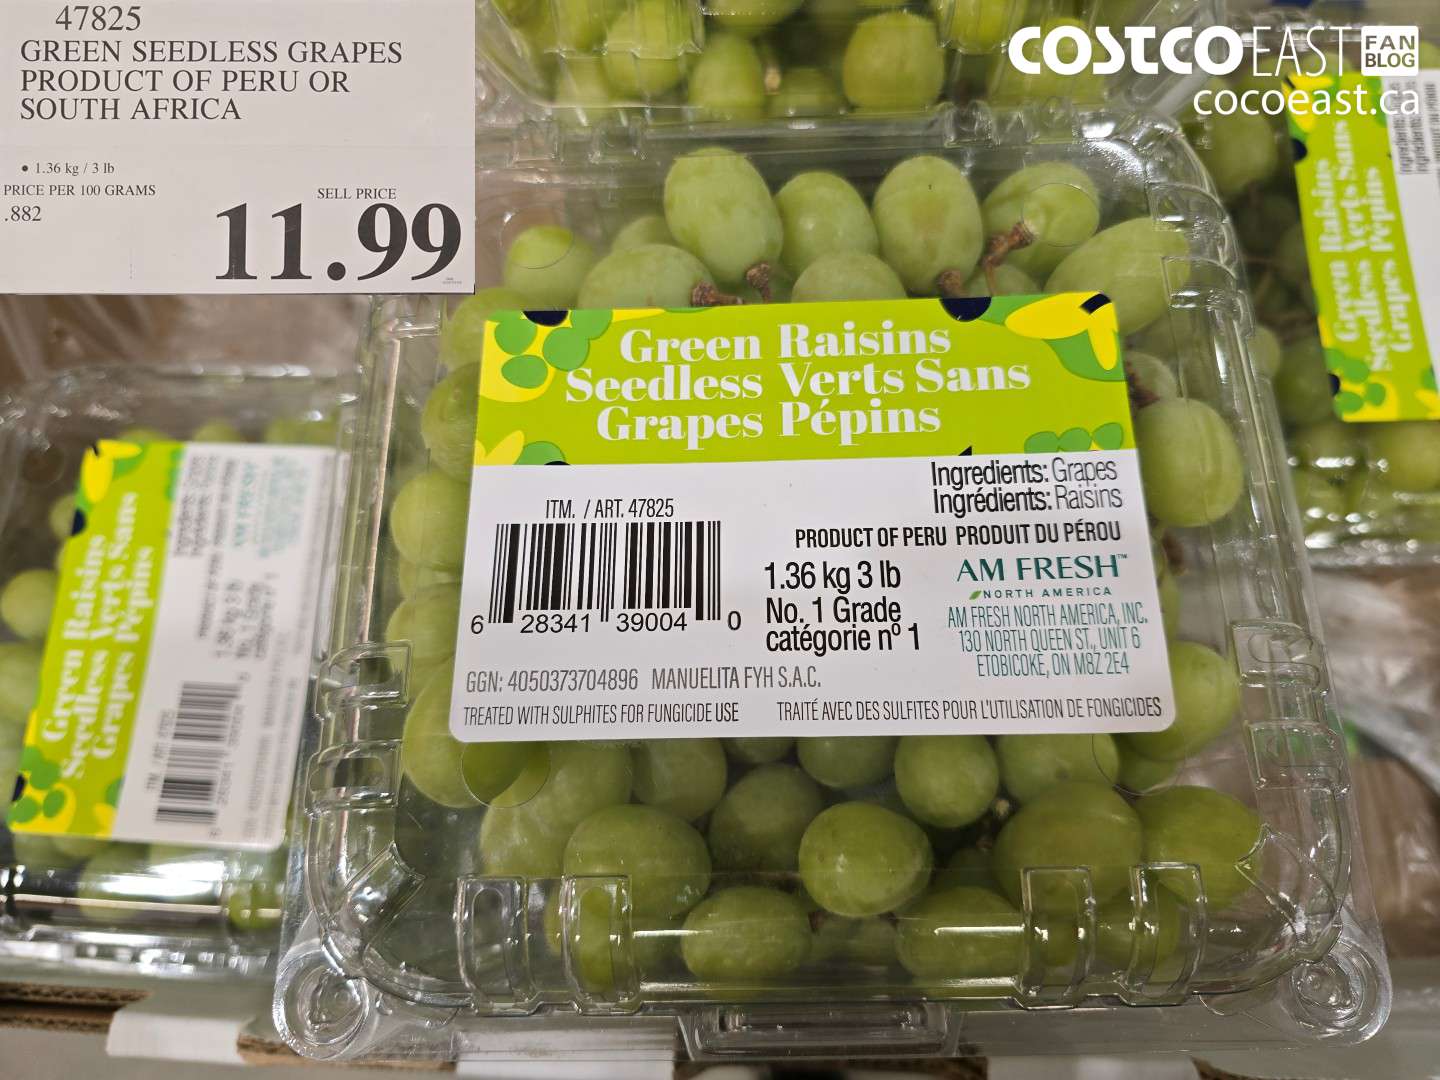 47825
GREEN SEEDLESS GRAPES
PRODUCT OF PERU OR
SOUTH AFRICA
• 1.36 kg / 3 lb
PRICE PER 100 GRAMS
.882
SELL PRICE
11.99
COSTCO EAST FAN BLOG
cocoeast.ca
Green Raisins
Seedless Verts Sans
Grapes Pépins
Ingredients: Grapes
Ingrédients: Raisins
ITM. / ART. 47825
PRODUCT OF PERU PRODUIT DU PÉROU
6 28341 39004 0
1.36 kg 3 lb
No. 1 Grade
catégorie nº 1
AM FRESH™
NORTH AMERICA
AM FRESH NORTH AMERICA, INC.
130 NORTH QUEEN ST., UNIT 6
ETOBICOKE, ON M8Z 2E4
GGN: 4050373704896 MANUELITA FYH S.A.C.
TREATED WITH SULPHITES FOR FUNGICIDE USE TRAITÉ AVEC DES SULFITES POUR L'UTILISATION DE FONGICIDES
Green Raisins
Seedless Verts Sans
Grapes Pépins
Green Raisins
Seedless Verts Sans
Grapes Pépins